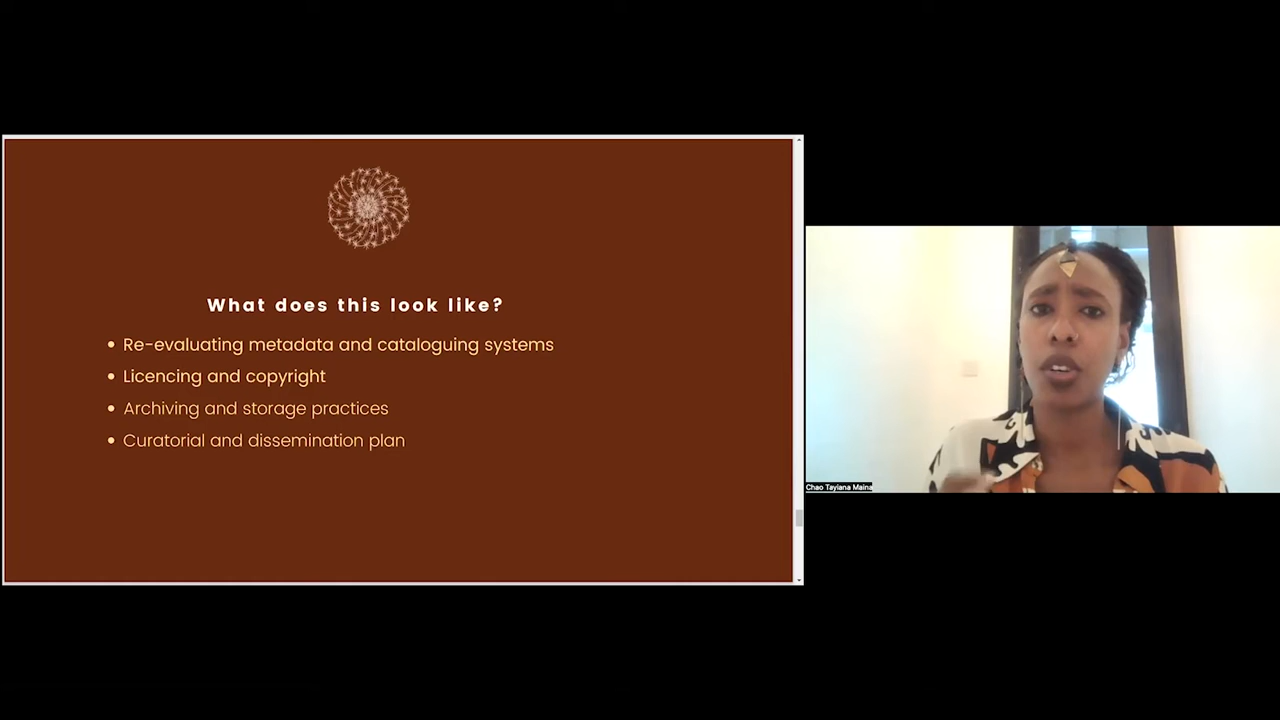 What does this look like?
Re-evaluating metadata and cataloguing systems
Licencing and copyright
Archiving and storage practices
Curatorial and dissemination plan
Chao Tayiana Maina